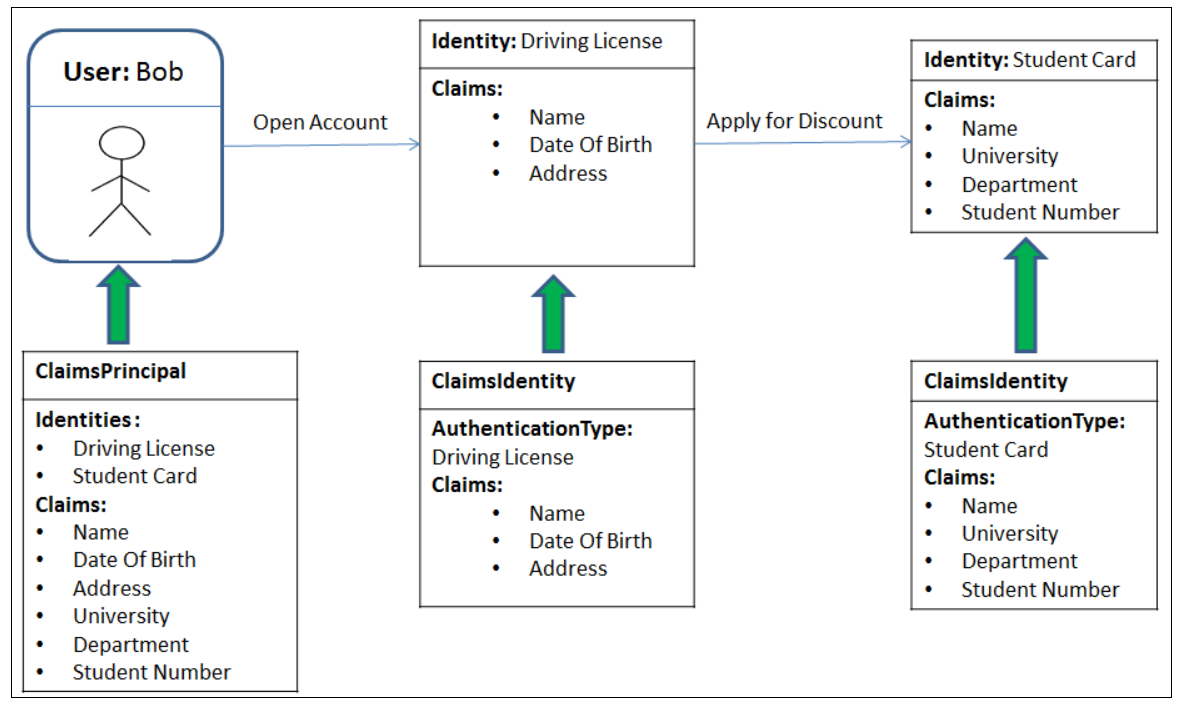 User: Bob
Open Account
Identity: Driving License
Claims:
• Name
• Date Of Birth
• Address
Apply for Discount
Identity: Student Card
Claims:
• Name
• University
• Department
• Student Number
ClaimsPrincipal
Identities:
• Driving License
• Student Card
Claims:
• Name
• Date Of Birth
• Address
• University
• Department
• Student Number
ClaimsIdentity
AuthenticationType:
Driving License
Claims:
• Name
• Date Of Birth
• Address
ClaimsIdentity
AuthenticationType:
Student Card
Claims:
• Name
• University
• Department
• Student Number